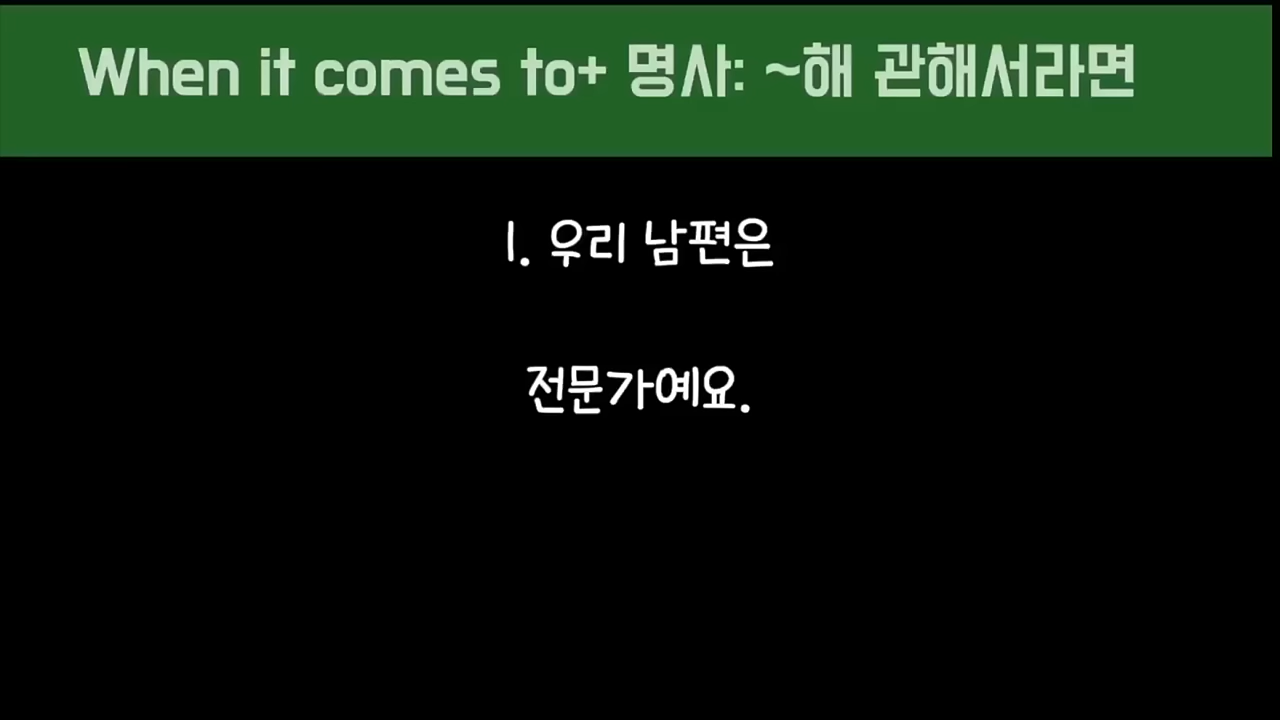 When it comes to+ 명사: ~해 관해서라면
1. 우리 남편은
전문가예요.